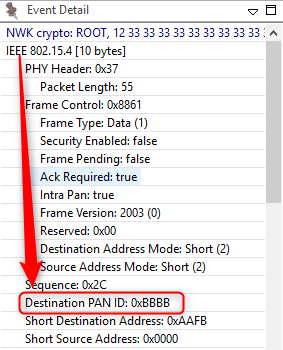 Event Detail
NWK crypto: ROOT, 12 33 33 33 33 33 33 33 33 3
IEEE 802.15.4 [10 bytes]
PHY Header: 0x37
Packet Length: 55
Frame Control: 0x8861
Frame Type: Data (1)
Security Enabled: false
Frame Pending: false
Ack Required: true
Intra Pan: true
Frame Version: 2003 (0)
Reserved: 0x00
Destination Address Mode: Short (2)
Source Address Mode: Short (2)
Sequence: 0x2C
Destination PAN ID: 0xBBBB
Short Destination Address: 0xAAFB
Short Source Address: 0x0000